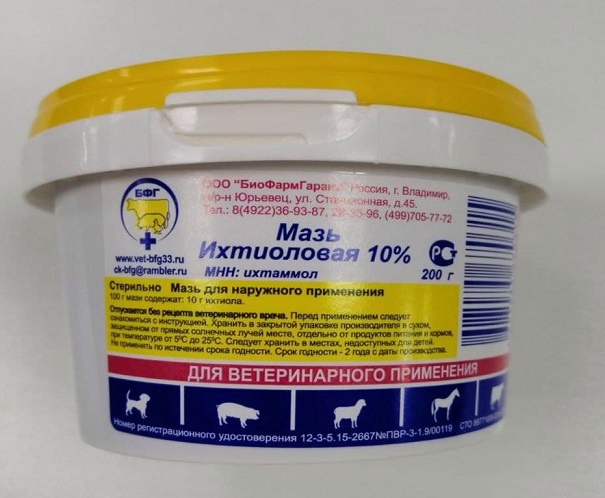 БФГ
ООО "БиоФармГарант" Россия, г. Владимир,
м/р-н Юрьевец, ул. Станционная, д.45.
Тел.: 8(4922)36-93-87, (499)705-77-72
Мазь
Ихтиоловая 10%
МНН: ихтаммол
200 г
www.vet-bfg33.ru
ck-bfg@rambler.ru
Стерильно Мазь для наружного применения
100 г мази содержат: 10 г ихтиола.
Отпускается без рецепта ветеринарного врача. Перед применением следует
ознакомиться с инструкцией. Хранить в закрытой упаковке производителя в сухом,
защищенном от прямых солнечных лучей месте, отдельно от продуктов питания и кормов,
при температуре от 5ºС до 25ºС. Следует хранить в местах, недоступных для детей.
Не применять по истечении срока годности. Срок годности - 2 года с даты производства.
ДЛЯ ВЕТЕРИНАРНОГО ПРИМЕНЕНИЯ
Номер регистрационного удостоверения 12-3-5.15-2667№ПВР-3-1.9/00119
СТО